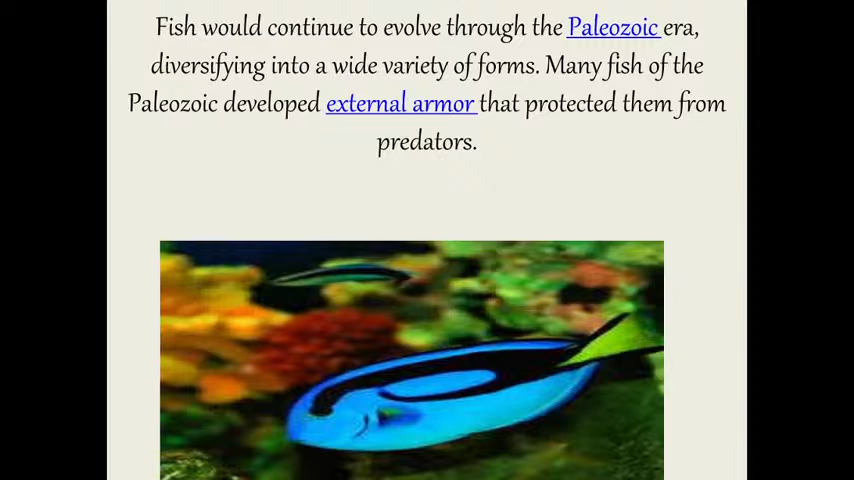 Fish would continue to evolve through the Paleozoic era,
diversifying into a wide variety of forms. Many fish of the
Paleozoic developed external armor that protected them from
predators.